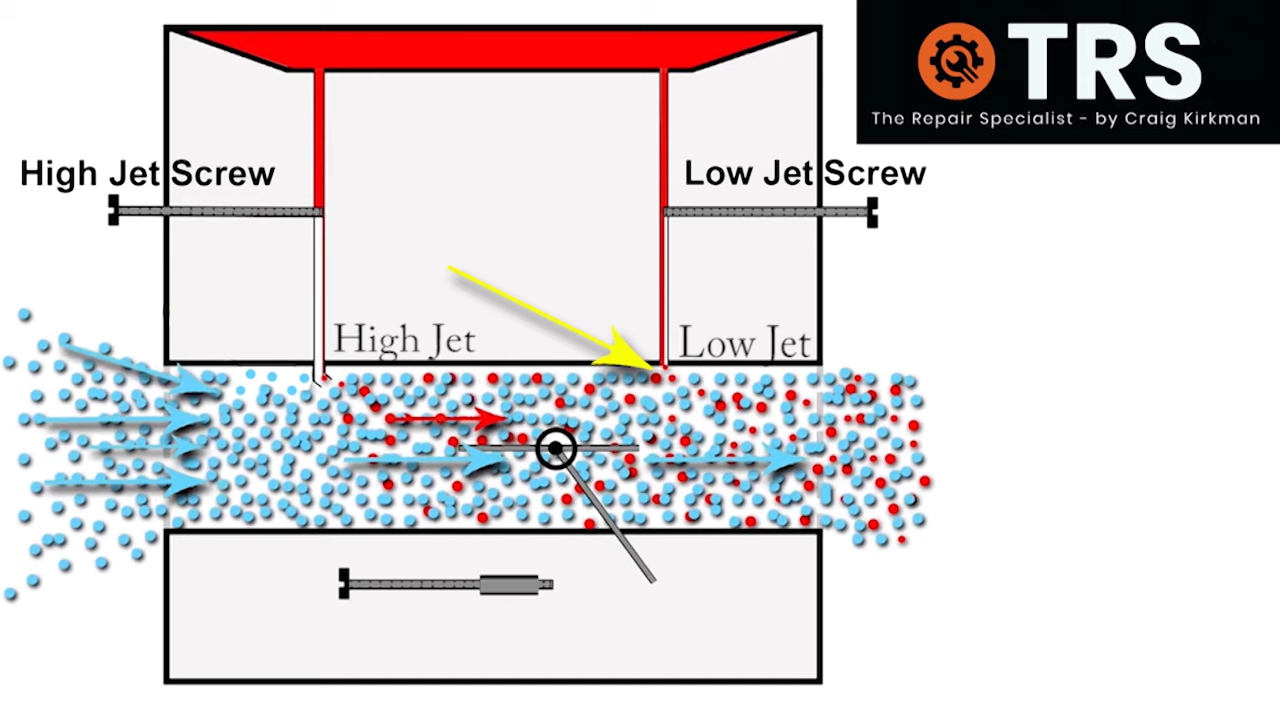 TRS
The Repair Specialist - by Craig Kirkman
High Jet Screw
Low Jet Screw
High Jet
Low Jet